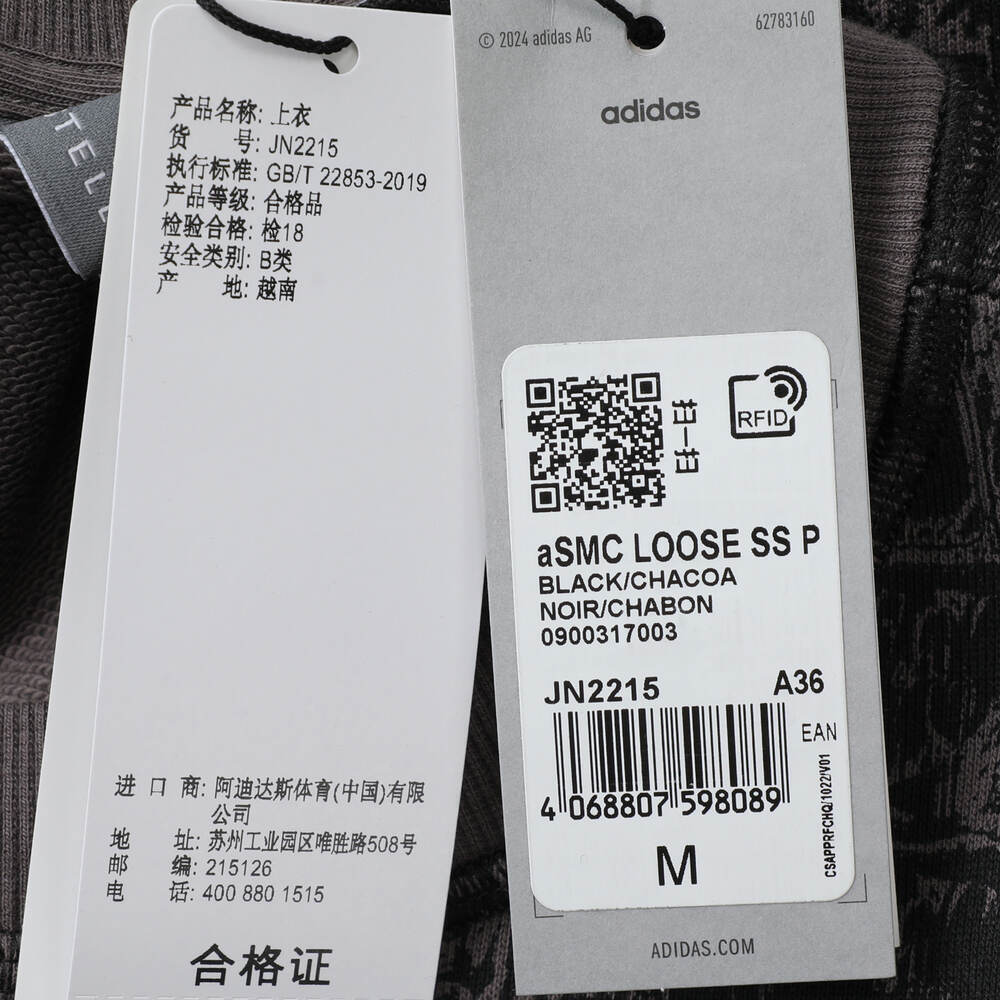 STELL
产品名称: 上衣
货 号: JN2215
执行标准: GB/T 22853-2019
产品等级: 合格品
检验合格: 检18
安全类别: B类
产 地: 越南
进 口 商: 阿迪达斯体育(中国)有限
公司
地 址: 苏州工业园区唯胜路508号
邮 编: 215126
电 话: 400 880 1515
合格证
© 2024 adidas AG
62783160
adidas
扫一扫
RFID
aSMC LOOSE SS P
BLACK/CHACOA
NOIR/CHABON
0900317003
JN2215
A36
EAN
4 068807 598089
CSAPPRFCHQ/1022/V01
M
ADIDAS.COM